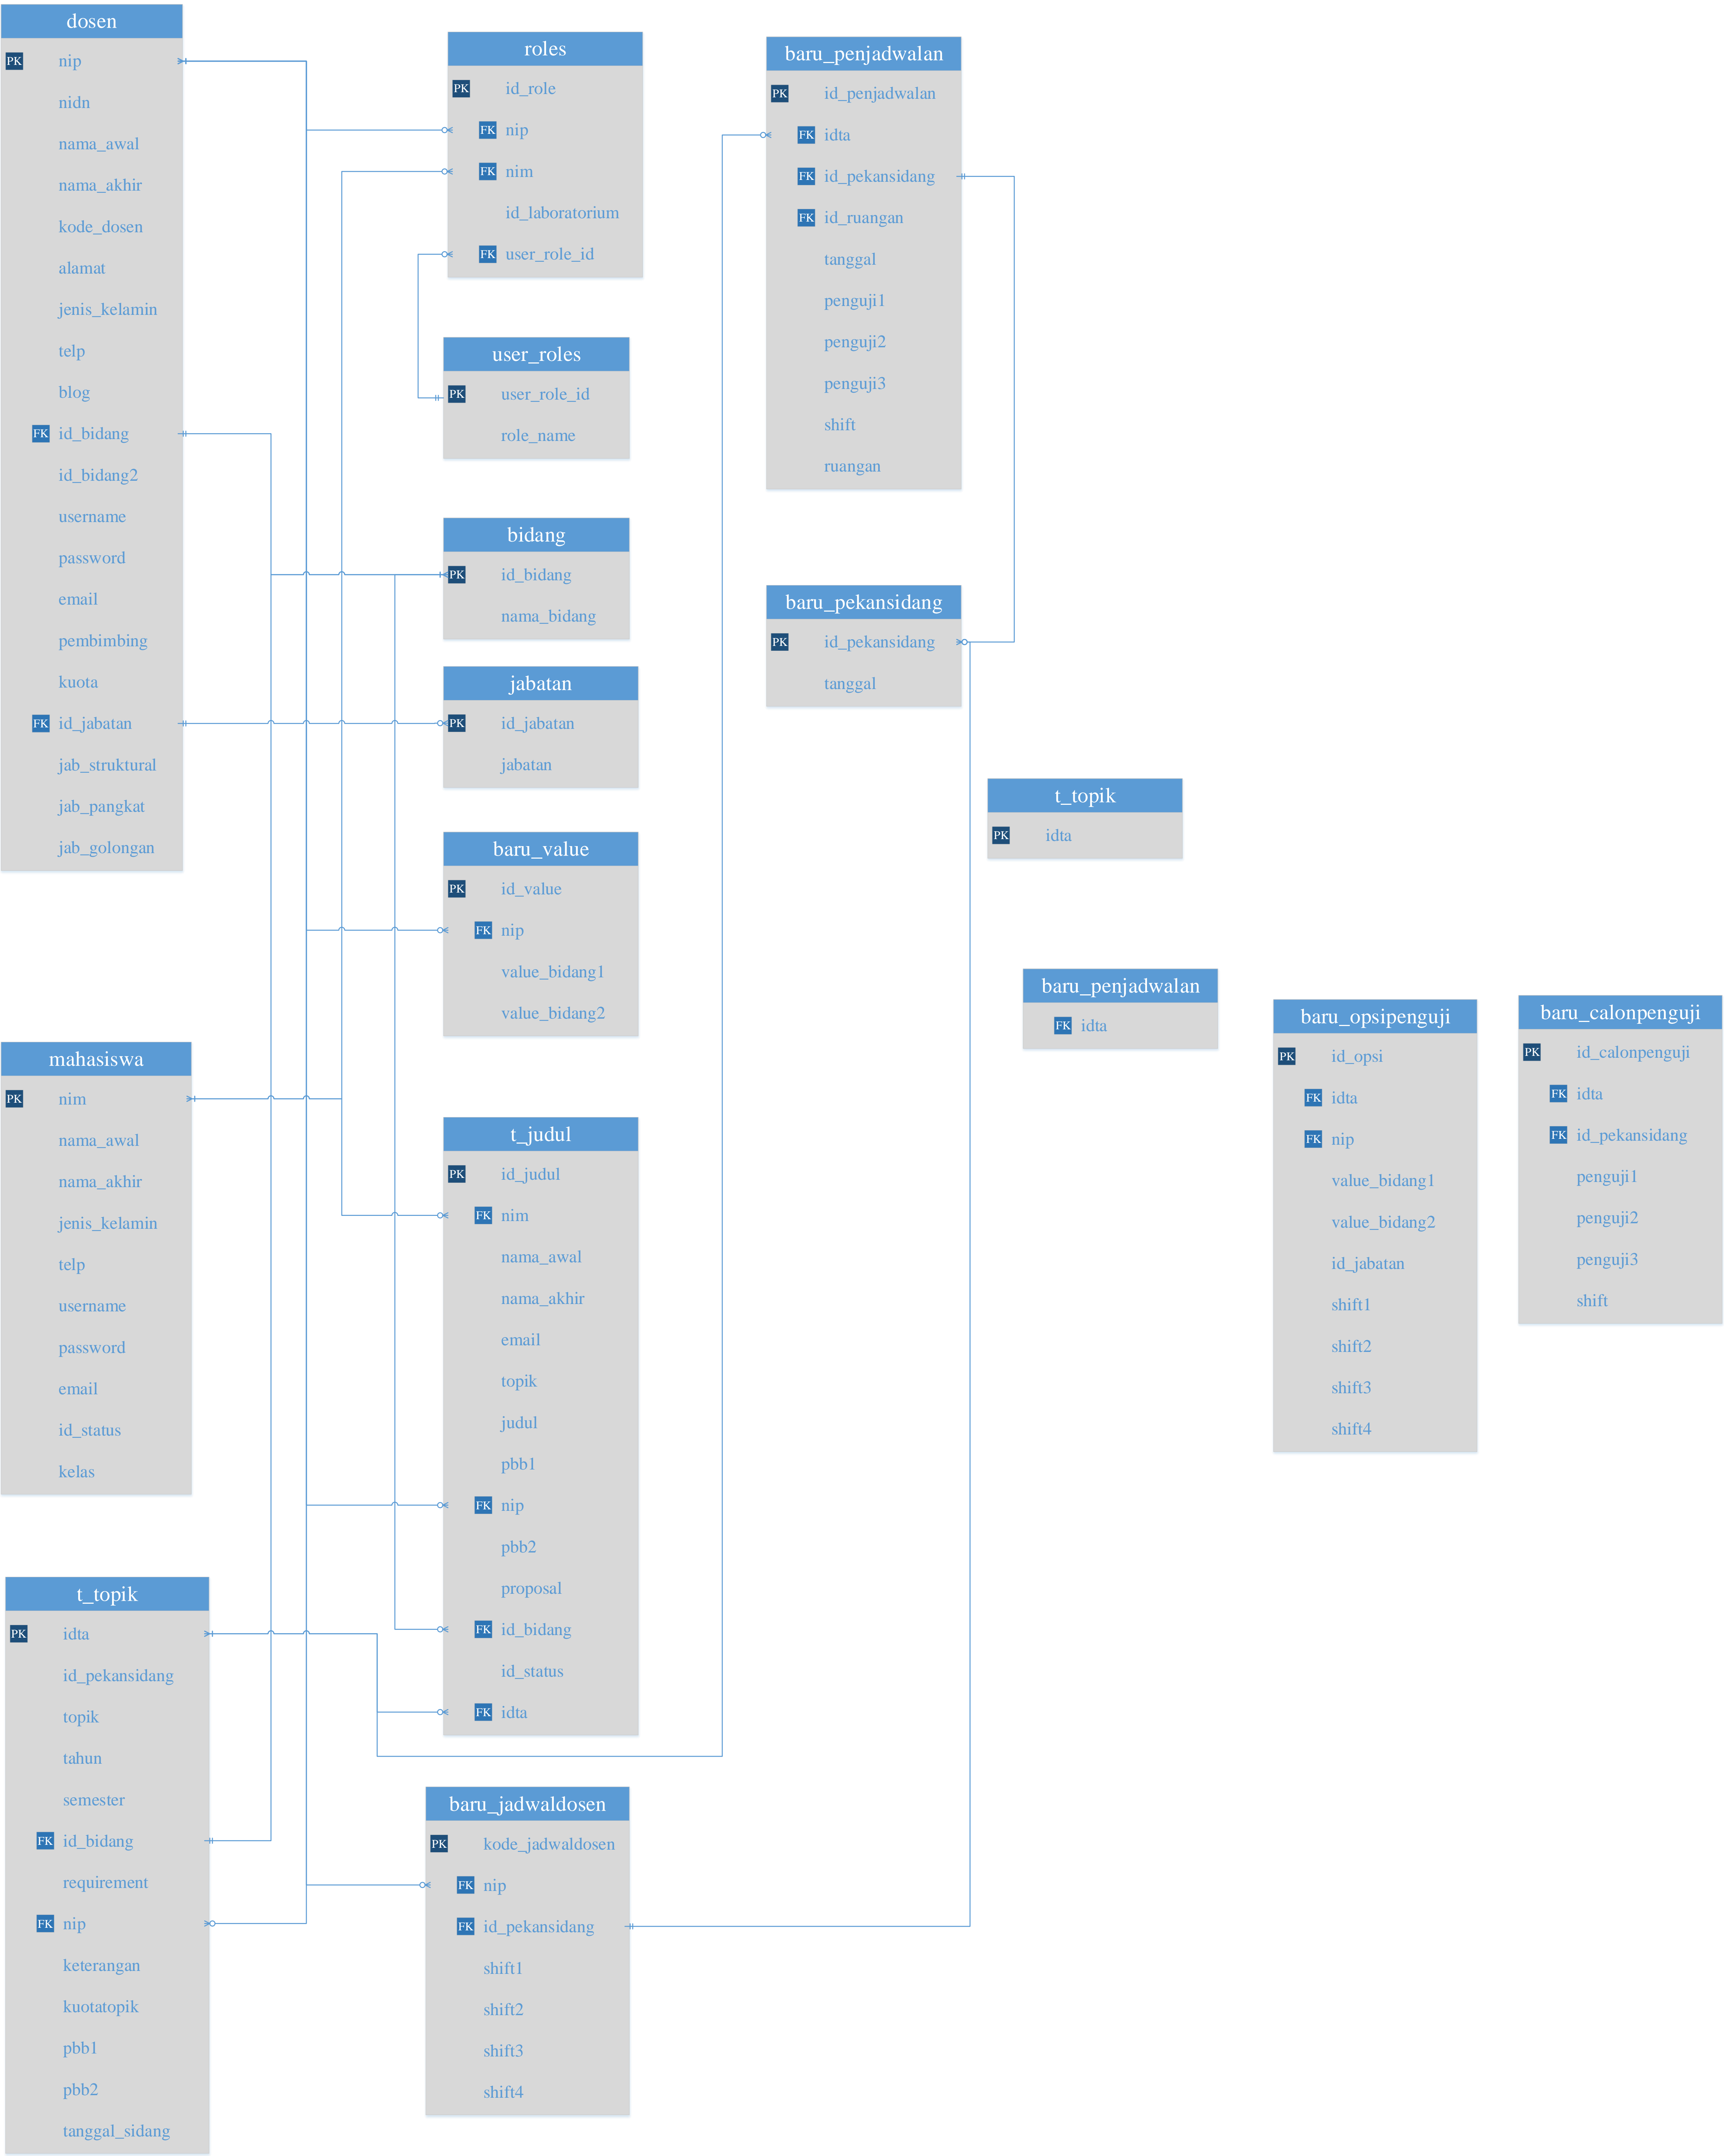 dosen
PK nip
nidn
nama_awal
nama_akhir
kode_dosen
alamat
jenis_kelamin
telp
blog
FK id_bidang
id_bidang2
username
password
email
pembimbing
kuota
FK id_jabatan
jab_struktural
jab_pangkat
jab_golongan
mahasiswa
PK nim
nama_awal
nama_akhir
jenis_kelamin
telp
username
password
email
id_status
kelas
t_topik
PK idta
id_pekansidang
topik
tahun
semester
FK id_bidang
requirement
FK nip
keterangan
kuotatopik
pbb1
pbb2
tanggal_sidang
roles
PK id_role
FK nip
FK nim
id_laboratorium
FK user_role_id
user_roles
PK user_role_id
role_name
bidang
PK id_bidang
nama_bidang
jabatan
PK id_jabatan
jabatan
baru_value
PK id_value
FK nip
value_bidang1
value_bidang2
t_judul
PK id_judul
FK nim
nama_awal
nama_akhir
email
topik
judul
pbb1
FK nip
pbb2
proposal
FK id_bidang
id_status
FK idta
baru_jadwaldosen
PK kode_jadwaldosen
FK nip
FK id_pekansidang
shift1
shift2
shift3
shift4
baru_penjadwalan
PK id_penjadwalan
FK idta
FK id_pekansidang
FK id_ruangan
tanggal
penguji1
penguji2
penguji3
shift
ruangan
baru_pekansidang
PK id_pekansidang
tanggal
t_topik
PK idta
baru_penjadwalan
FK idta
baru_opsipenguji
PK id_opsi
FK idta
FK nip
value_bidang1
value_bidang2
id_jabatan
shift1
shift2
shift3
shift4
baru_calonpenguji
PK id_calonpenguji
FK idta
FK id_pekansidang
penguji1
penguji2
penguji3
shift